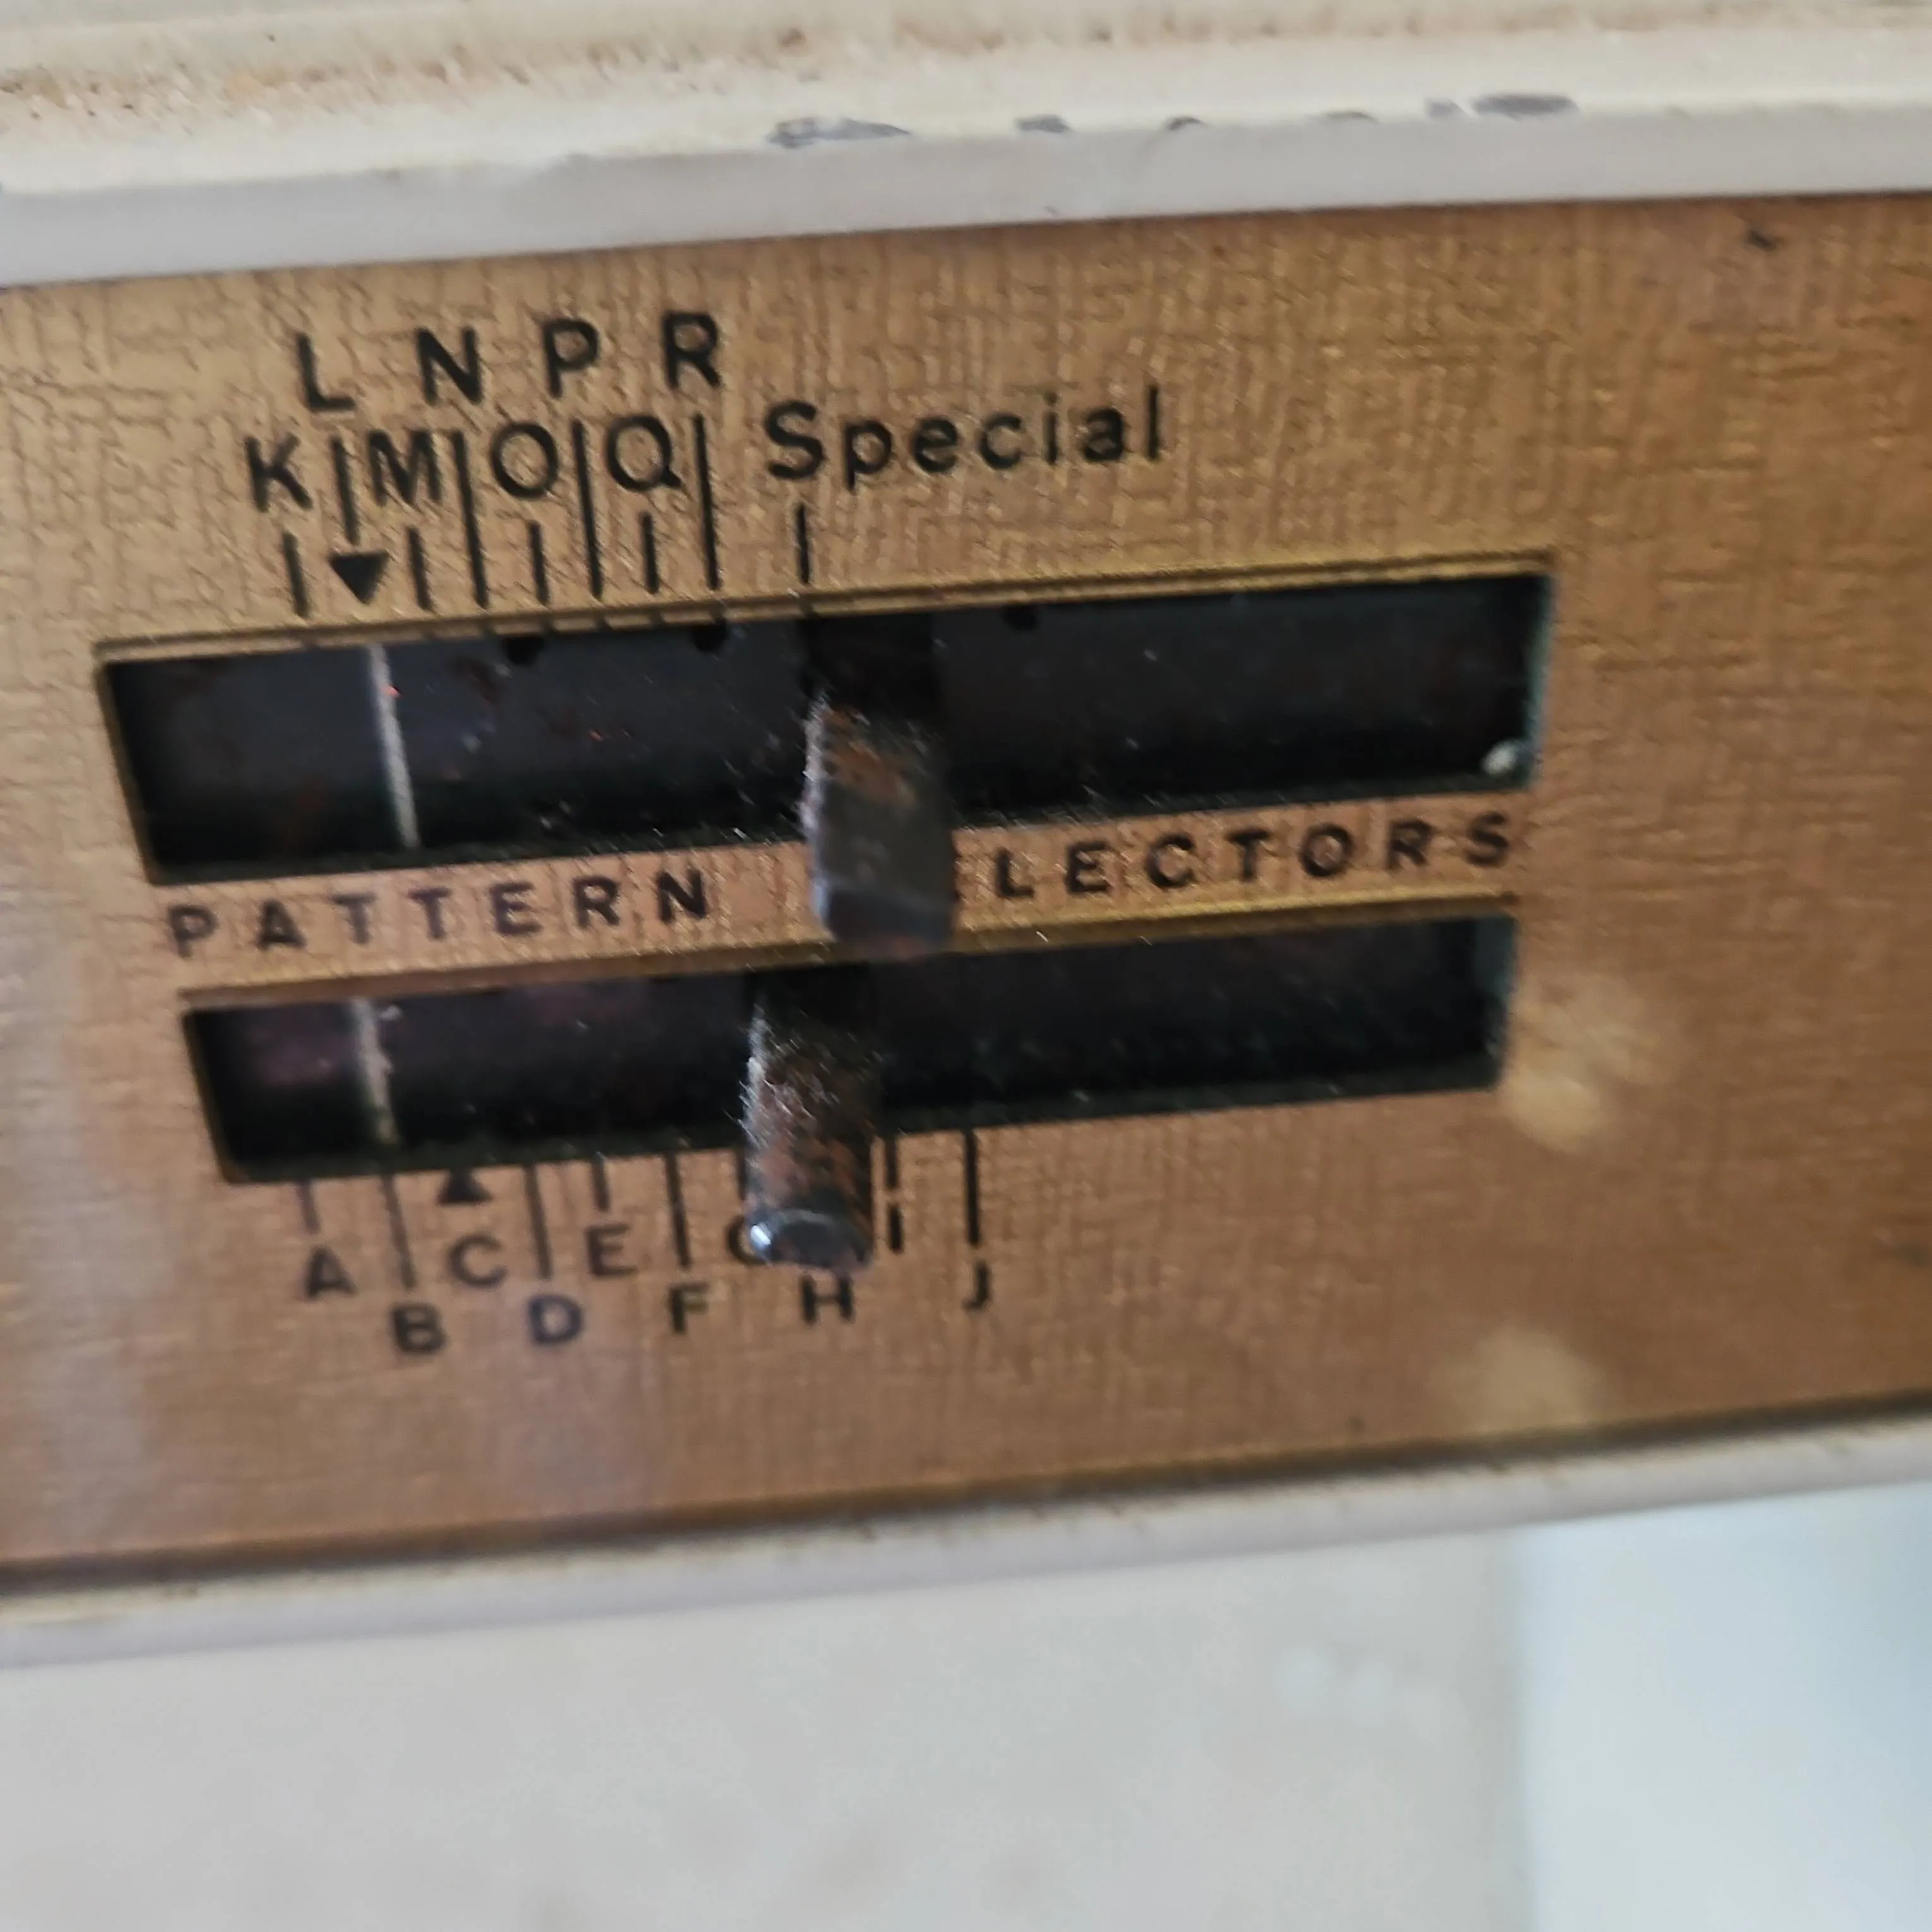 L N P R
K M O Q Special
PATTERN LECTORS
A C E I
B D F H J